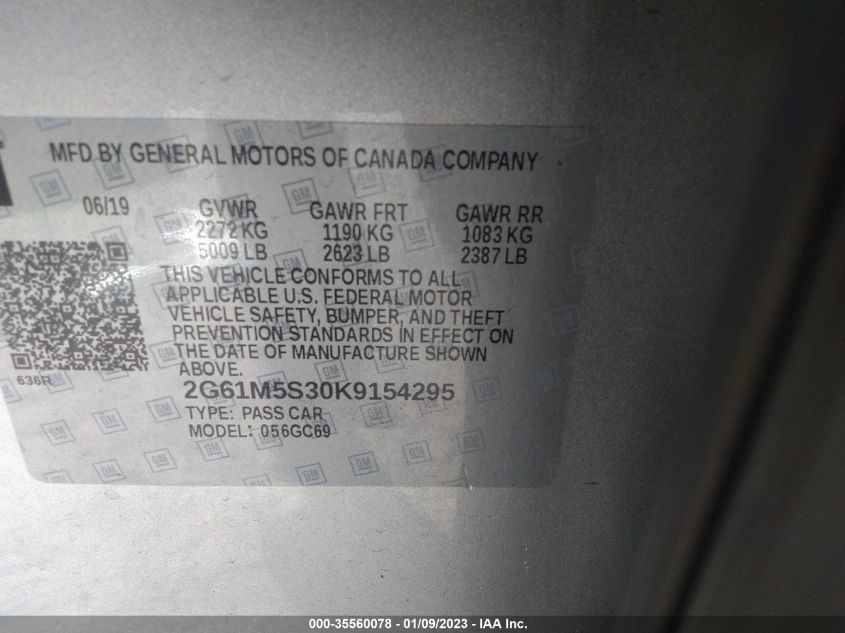 MFD BY GENERAL MOTORS OF CANADA COMPANY
06/19 GVWR GAWR FRT GAWR RR
2272 KG 1190 KG 1083 KG
5009 LB 2623 LB 2387 LB
THIS VEHICLE CONFORMS TO ALL
APPLICABLE U.S. FEDERAL MOTOR
VEHICLE SAFETY, BUMPER, AND THEFT
PREVENTION STANDARDS IN EFFECT ON
THE DATE OF MANUFACTURE SHOWN
ABOVE.
636R
2G61M5S30K9154295
TYPE: PASS CAR
MODEL: 056GC69
GM
000-35560078 - 01/09/2023 - IAA Inc.